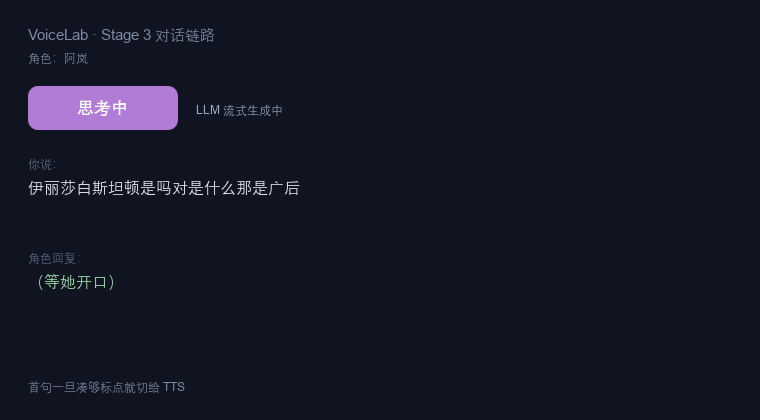 VoiceLab · Stage 3 对话链路
角色: 阿岚
思考中
LLM 流式生成中
你说:
伊丽莎白斯坦顿是吗对是什么那是广后
角色回复:
（等她开口）
首句一旦凑够标点就切给 TTS